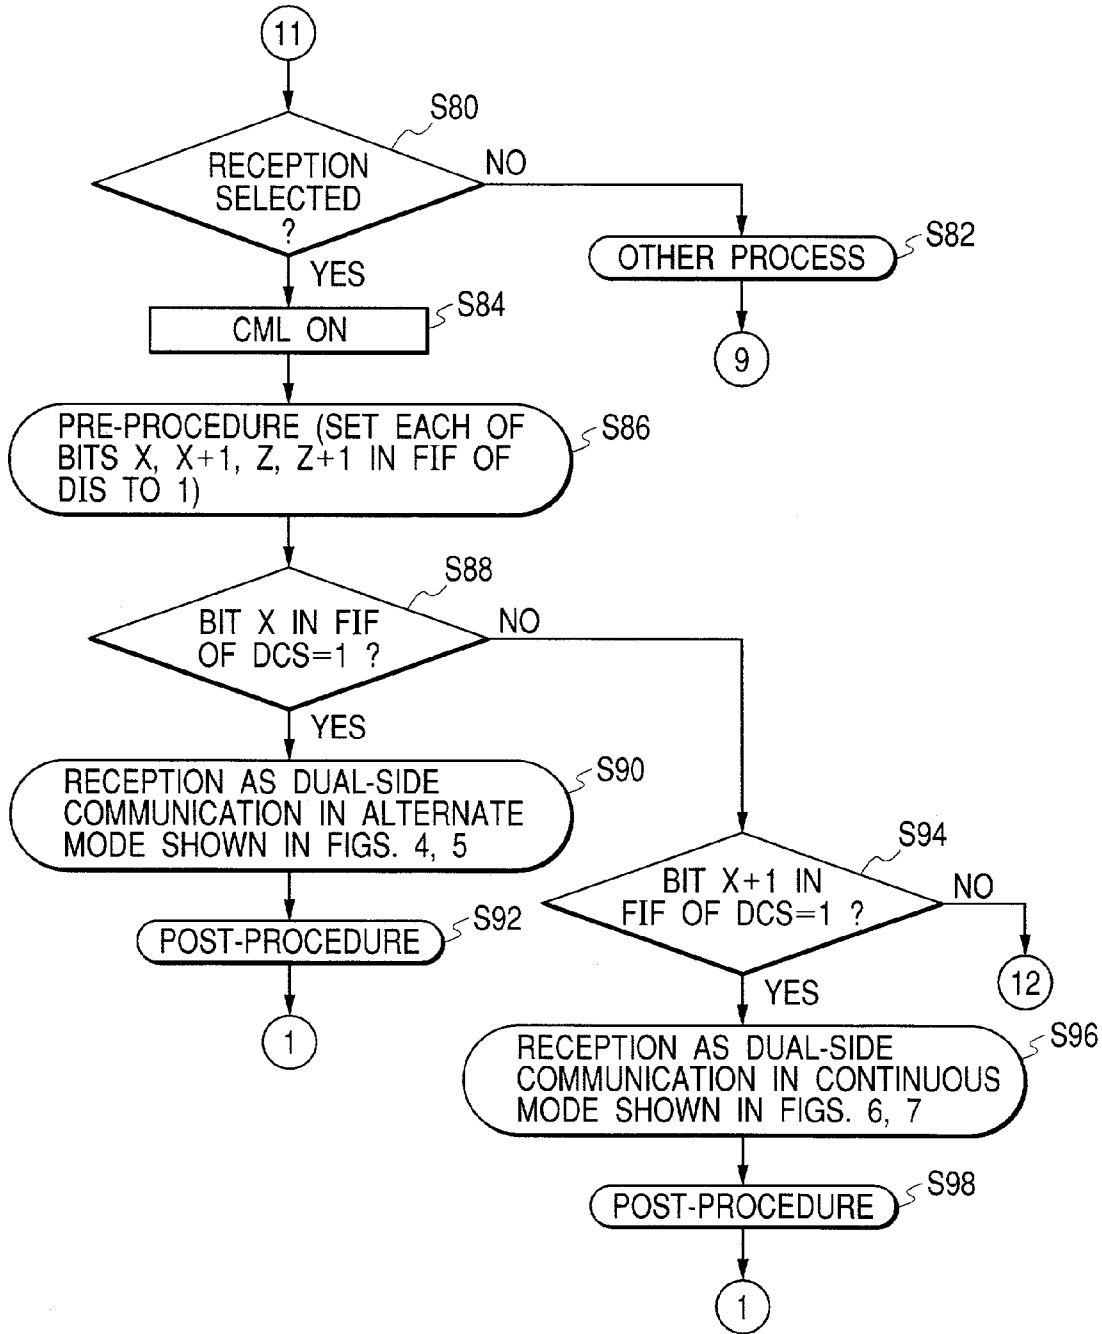 11
S80
RECEPTION
SELECTED
?
NO
YES
S82
OTHER PROCESS
9
S84
CML ON
S86
PRE-PROCEDURE (SET EACH OF
BITS X, X+1, Z, Z+1 IN FIF OF
DIS TO 1)
S88
BIT X IN FIF
OF DCS=1 ?
NO
YES
S90
RECEPTION AS DUAL-SIDE
COMMUNICATION IN ALTERNATE
MODE SHOWN IN FIGS. 4, 5
S92
POST-PROCEDURE
1
S94
BIT X+1 IN
FIF OF DCS=1 ?
NO
12
YES
S96
RECEPTION AS DUAL-SIDE
COMMUNICATION IN CONTINUOUS
MODE SHOWN IN FIGS. 6, 7
S98
POST-PROCEDURE
1